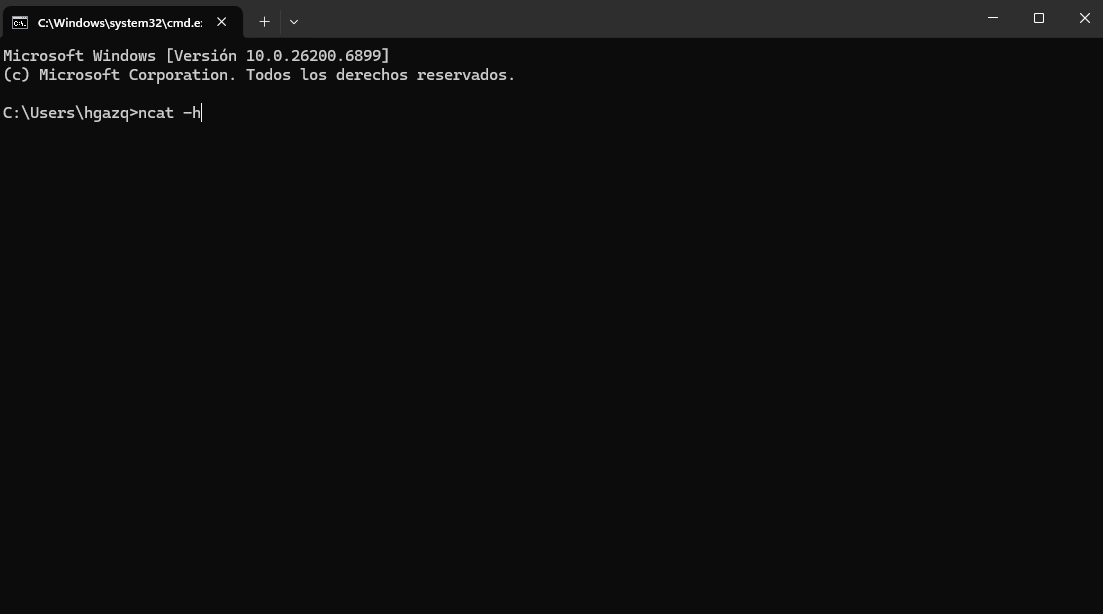 C:\Windows\system32\cmd.e
Microsoft Windows [Versión 10.0.26200.6899]
(c) Microsoft Corporation. Todos los derechos reservados.
C:\Users\hgazq>ncat -h